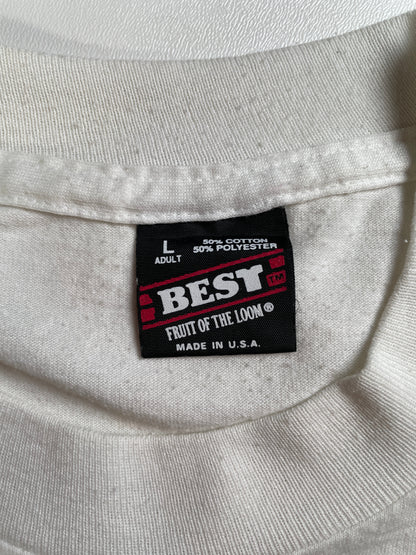 L
ADULT
50% COTTON
50% POLYESTER
BEST TM
FRUIT OF THE LOOM®
MADE IN U.S.A.